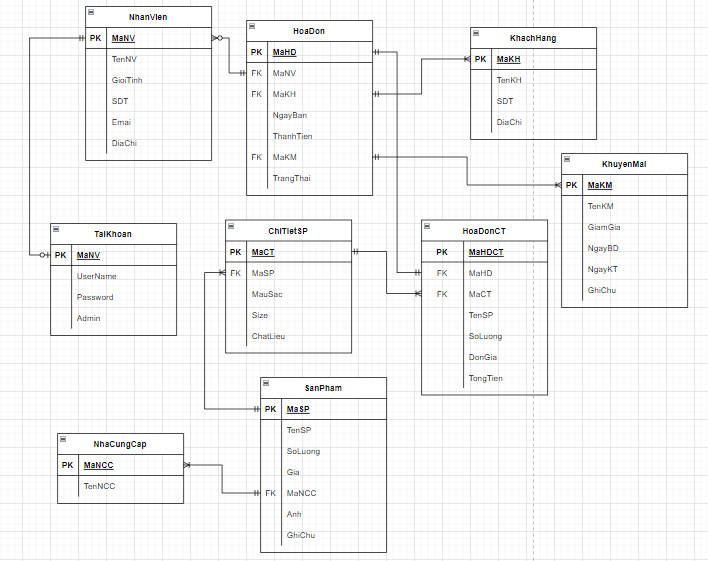 NhanVien
PK MaNV
TenNV
GioiTinh
SDT
Emai
DiaChi
HoaDon
PK MaHD
FK MaNV
FK MaKH
NgayBan
ThanhTien
FK MaKM
TrangThai
KhachHang
PK MaKH
TenKH
SDT
DiaChi
KhuyenMai
PK MaKM
TenKM
GiamGia
NgayBD
NgayKT
GhiChu
TaiKhoan
PK MaNV
UserName
Password
Admin
ChiTietSP
PK MaCT
FK MaSP
MauSac
Size
ChatLieu
HoaDonCT
PK MaHDCT
FK MaHD
FK MaCT
TenSP
SoLuong
DonGia
TongTien
SanPham
PK MaSP
TenSP
SoLuong
Gia
FK MaNCC
Anh
GhiChu
NhaCungCap
PK MaNCC
TenNCC